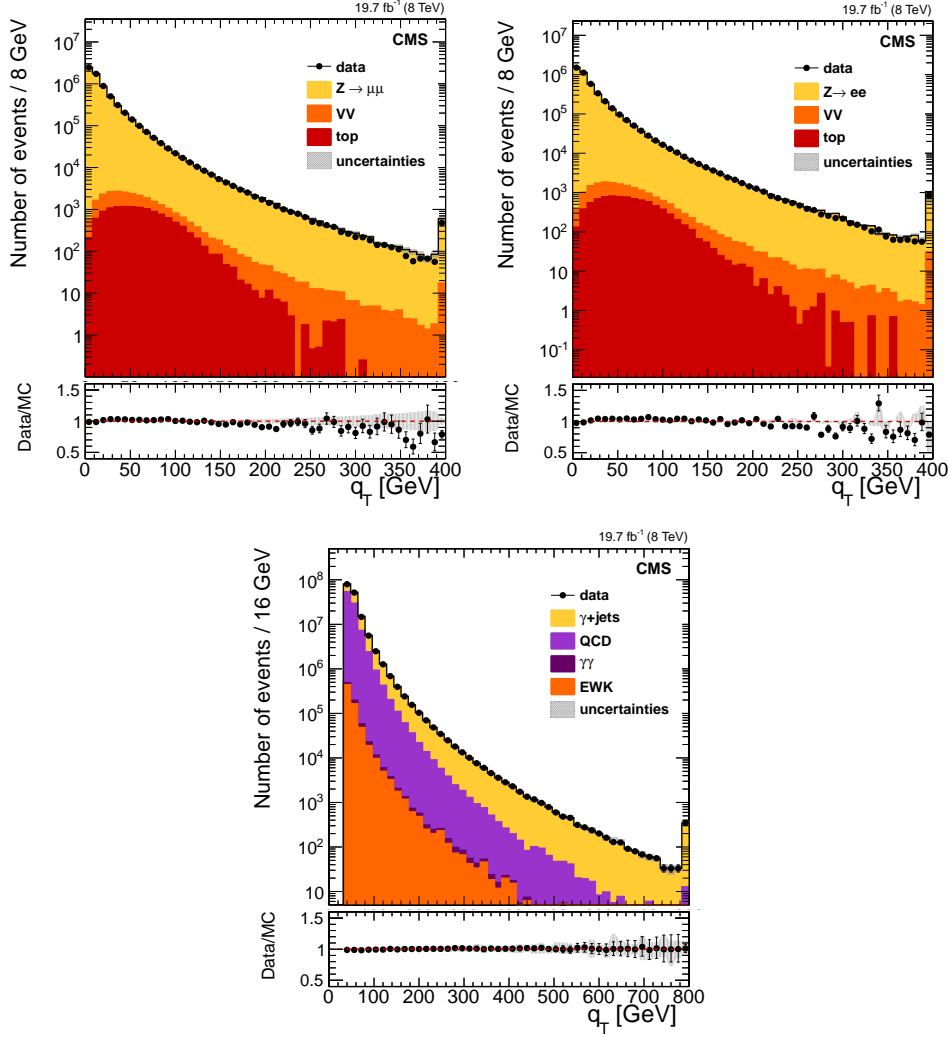 19.7 fb⁻¹ (8 TeV)
CMS
Number of events / 8 GeV
10⁷
10⁶
10⁵
10⁴
10³
10²
10
1
data
Z → μμ
VV
top
uncertainties
Data/MC
1.5
1
0.5
0 50 100 150 200 250 300 350 400
q_T [GeV]
19.7 fb⁻¹ (8 TeV)
CMS
Number of events / 8 GeV
10⁷
10⁶
10⁵
10⁴
10³
10²
10
1
10⁻¹
data
Z → ee
VV
top
uncertainties
Data/MC
1.5
1
0.5
0 50 100 150 200 250 300 350 400
q_T [GeV]
19.7 fb⁻¹ (8 TeV)
CMS
Number of events / 16 GeV
10⁸
10⁷
10⁶
10⁵
10⁴
10³
10²
10
data
γ+jets
QCD
γγ
EWK
uncertainties
Data/MC
1.5
1
0.5
0 100 200 300 400 500 600 700 800
q_T [GeV]